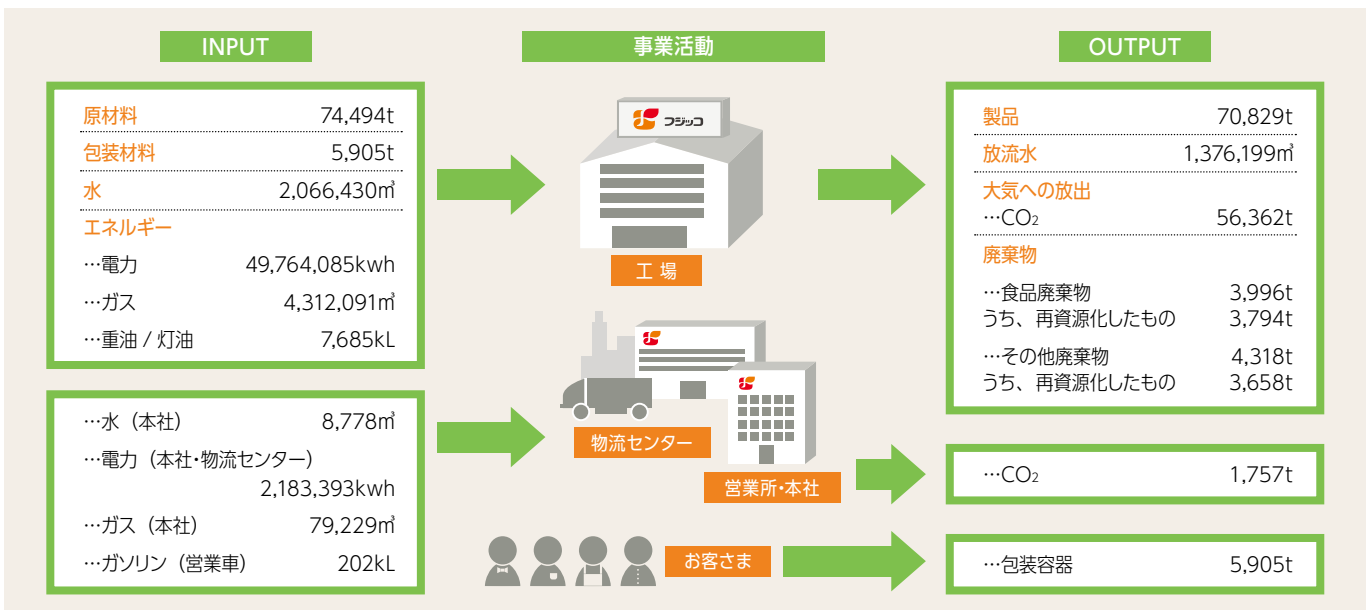 INPUT
事業活動
OUTPUT
原材料 74,494t
包装材料 5,905t
水 2,066,430㎥
エネルギー
…電力 49,764,085kwh
…ガス 4,312,091㎥
…重油 / 灯油 7,685kL
…水（本社） 8,778㎥
…電力（本社・物流センター）
2,183,393kwh
…ガス（本社） 79,229㎥
…ガソリン（営業車） 202kL
フジッコ
工 場
物流センター
営業所・本社
お客さま
製品 70,829t
放流水 1,376,199㎥
大気への放出
…CO₂ 56,362t
廃棄物
…食品廃棄物 3,996t
うち、再資源化したもの 3,794t
…その他廃棄物 4,318t
うち、再資源化したもの 3,658t
…CO₂ 1,757t
…包装容器 5,905t